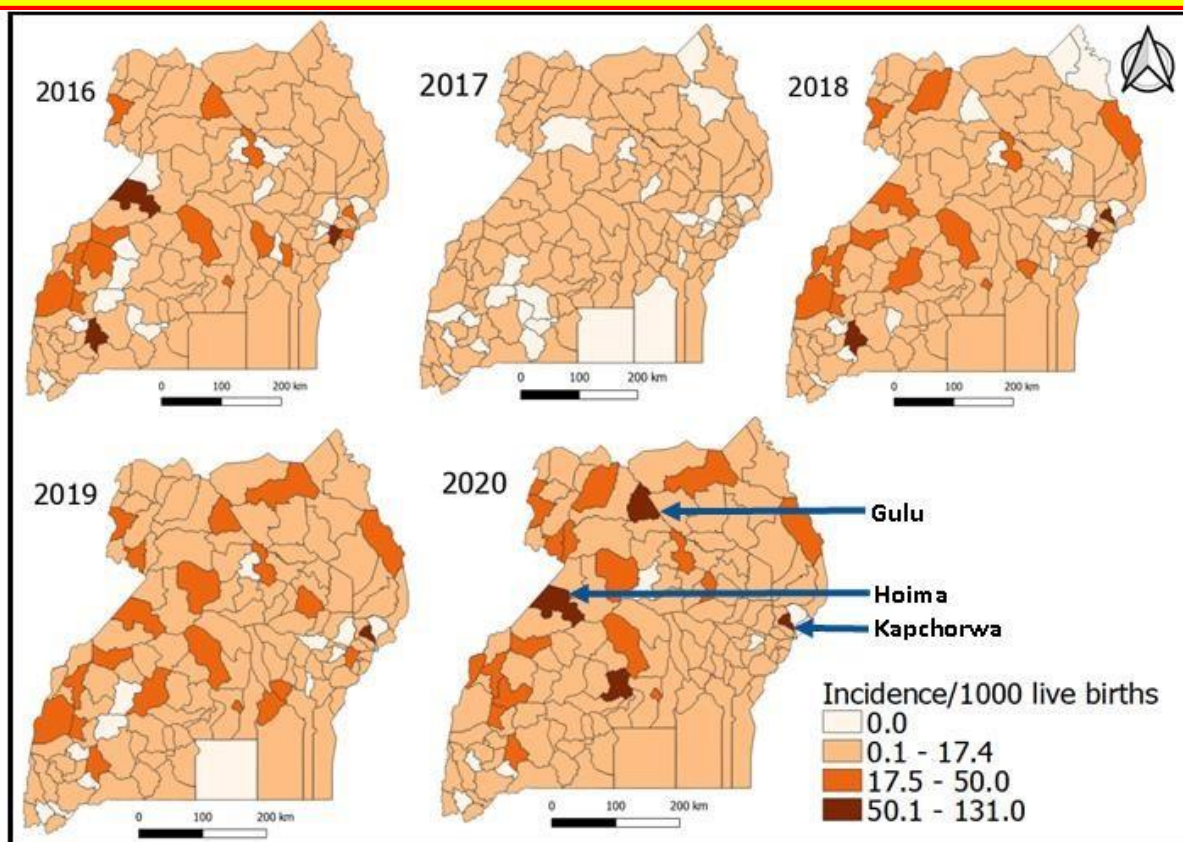 2016
2017
2018
0 100 200 km
0 100 200 km
0 100 200 km
2019
2020
Gulu
Hoima
Kapchorwa
Incidence/1000 live births
0.0
0.1 - 17.4
17.5 - 50.0
50.1 - 131.0
0 100 200 km
0 100 200 km